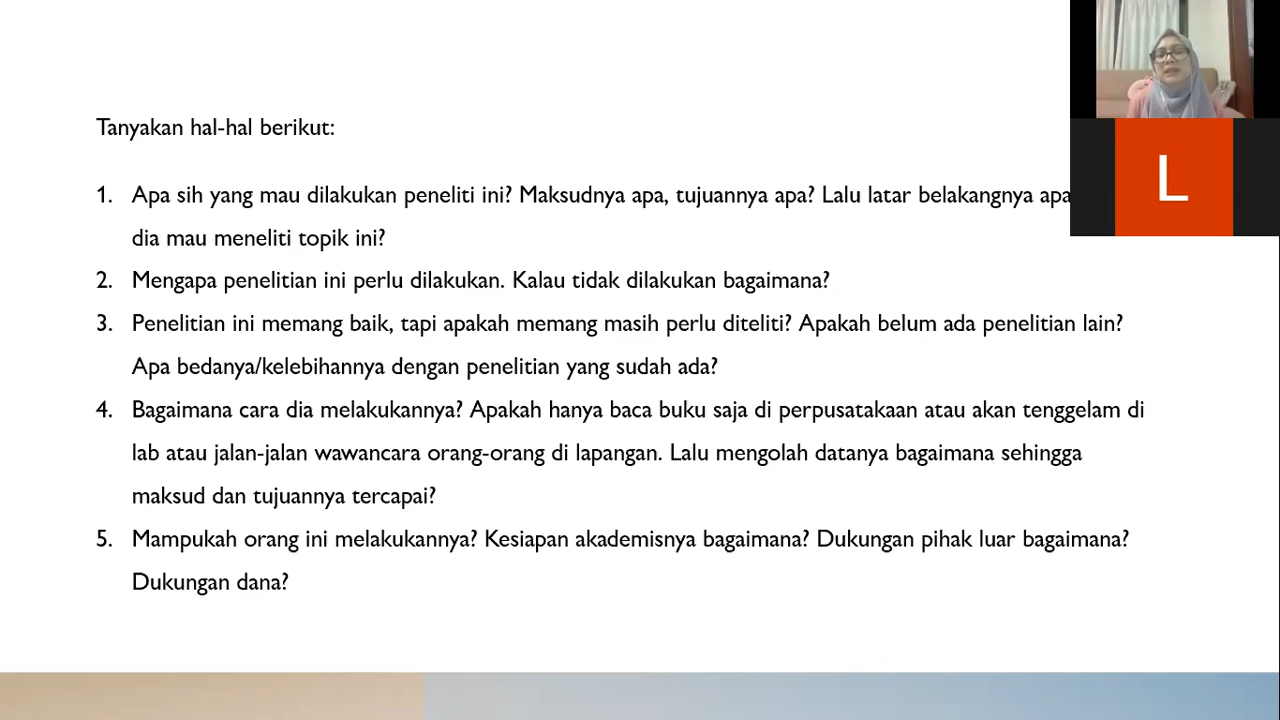 Tanyakan hal-hal berikut:
1. Apa sih yang mau dilakukan peneliti ini? Maksudnya apa, tujuannya apa? Lalu latar belakangnya apa
dia mau meneliti topik ini?
2. Mengapa penelitian ini perlu dilakukan. Kalau tidak dilakukan bagaimana?
3. Penelitian ini memang baik, tapi apakah memang masih perlu diteliti? Apakah belum ada penelitian lain?
Apa bedanya/kelebihannya dengan penelitian yang sudah ada?
4. Bagaimana cara dia melakukannya? Apakah hanya baca buku saja di perpusatakaan atau akan tenggelam di
lab atau jalan-jalan wawancara orang-orang di lapangan. Lalu mengolah datanya bagaimana sehingga
maksud dan tujuannya tercapai?
5. Mampukah orang ini melakukannya? Kesiapan akademisnya bagaimana? Dukungan pihak luar bagaimana?
Dukungan dana?
L